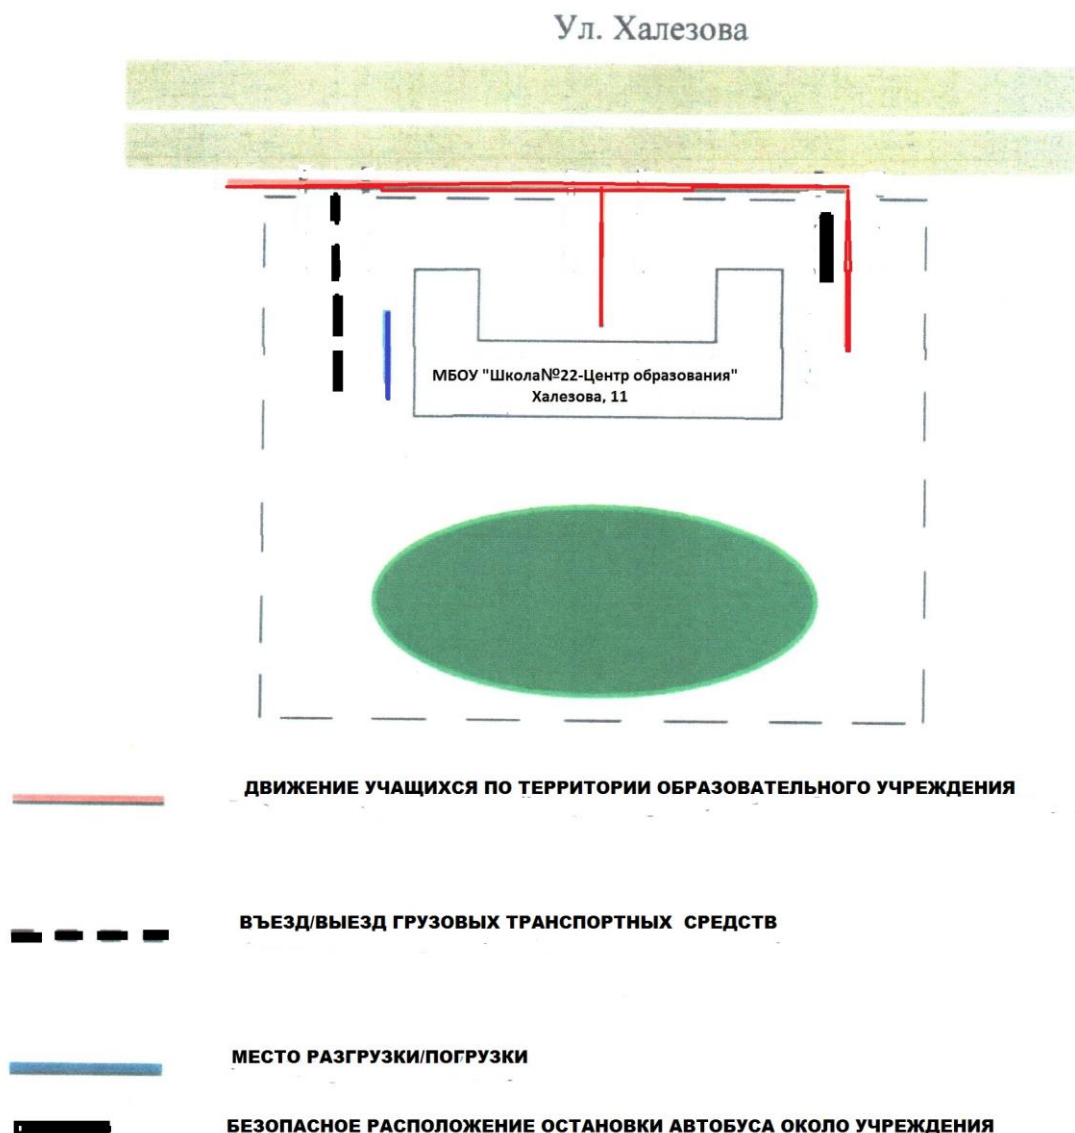 Ул. Халезова
МБОУ "Школа№22-Центр образования"
Халезова, 11
ДВИЖЕНИЕ УЧАЩИХСЯ ПО ТЕРРИТОРИИ ОБРАЗОВАТЕЛЬНОГО УЧРЕЖДЕНИЯ
ВЪЕЗД/ВЫЕЗД ГРУЗОВЫХ ТРАНСПОРТНЫХ СРЕДСТВ
МЕСТО РАЗГРУЗКИ/ПОГРУЗКИ
БЕЗОПАСНОЕ РАСПОЛОЖЕНИЕ ОСТАНОВКИ АВТОБУСА ОКОЛО УЧРЕЖДЕНИЯ